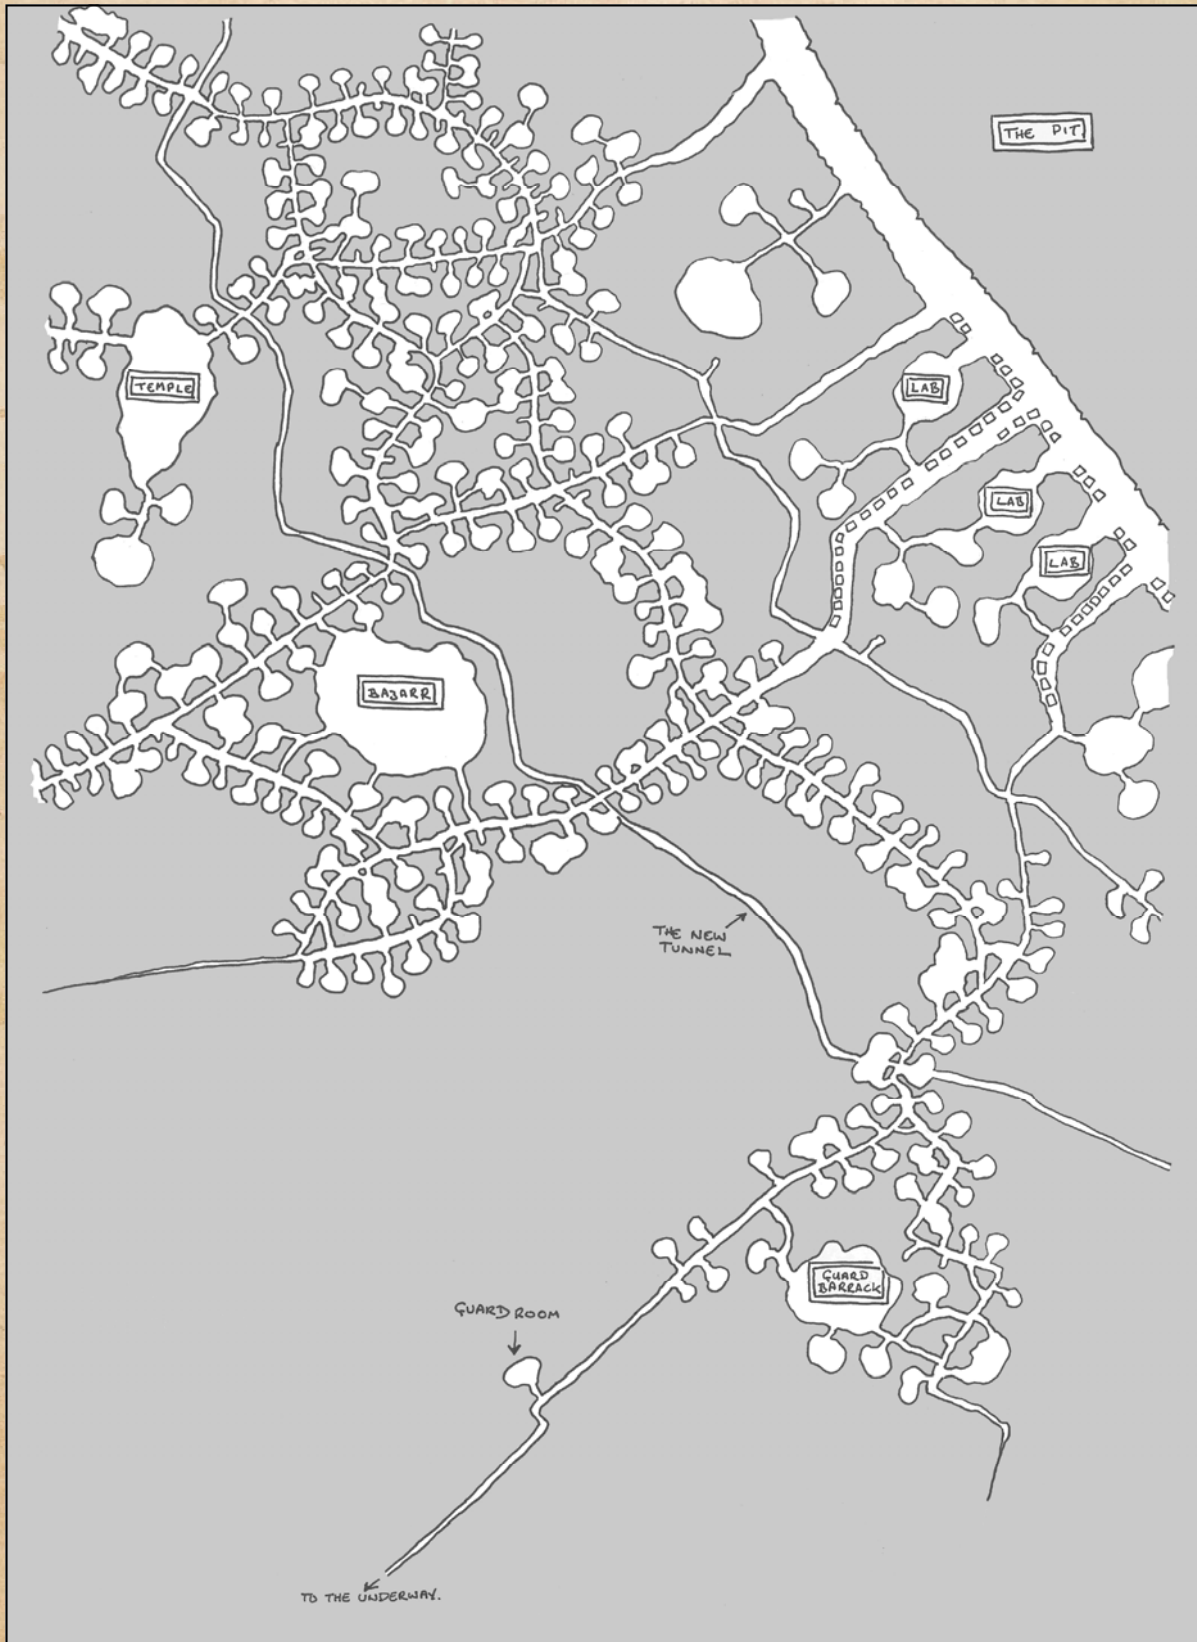 THE PIT
TEMPLE
LAB
LAB
LAB
BAJARR
THE NEW
TUNNEL
GUARD
BARRACK
GUARD ROOM
TO THE UNDERWAY.